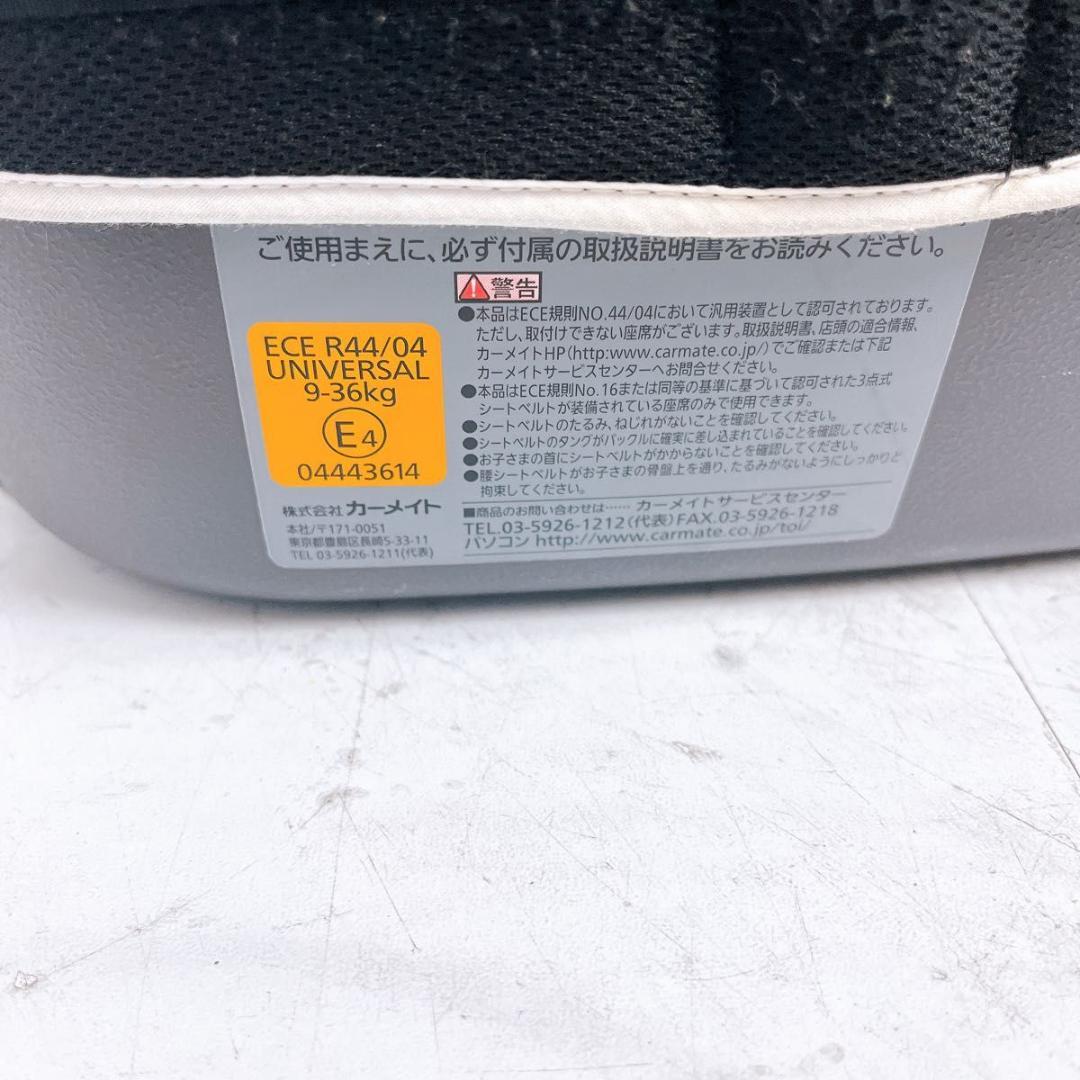 ご使用まえに、必ず付属の取扱説明書をお読みください。
警告
●本品はECE規則NO.44/04において汎用装置として認可されております。
ただし、取付けできない座席がございます。取扱説明書、店頭の適合情報、
カーメイトHP(http:www.carmate.co.jp/)でご確認または下記
カーメイトサービスセンターへお問合せください。
●本品はECE規則No.16または同等の基準に基づいて認可された3点式
シートベルトが装備されている座席のみで使用できます。
●シートベルトのたるみ、ねじれがないことを確認してください。
●シートベルトのタングがバックルに確実に差し込まれていることを確認してください。
●お子さまの首にシートベルトがかからないことを確認してください。
●腰シートベルトがお子さまの骨盤上を通り、たるみがないようにしっかりと
拘束してください。
ECE R44/04
UNIVERSAL
9-36kg
E4
04443614
株式会社 カーメイト
本社/〒171-0051
東京都豊島区長崎5-33-11
TEL 03-5926-1211(代表)
■商品のお問い合わせは…… カーメイトサービスセンター
TEL.03-5926-1212(代表)FAX.03-5926-1218
パソコン http://www.carmate.co.jp/toi/